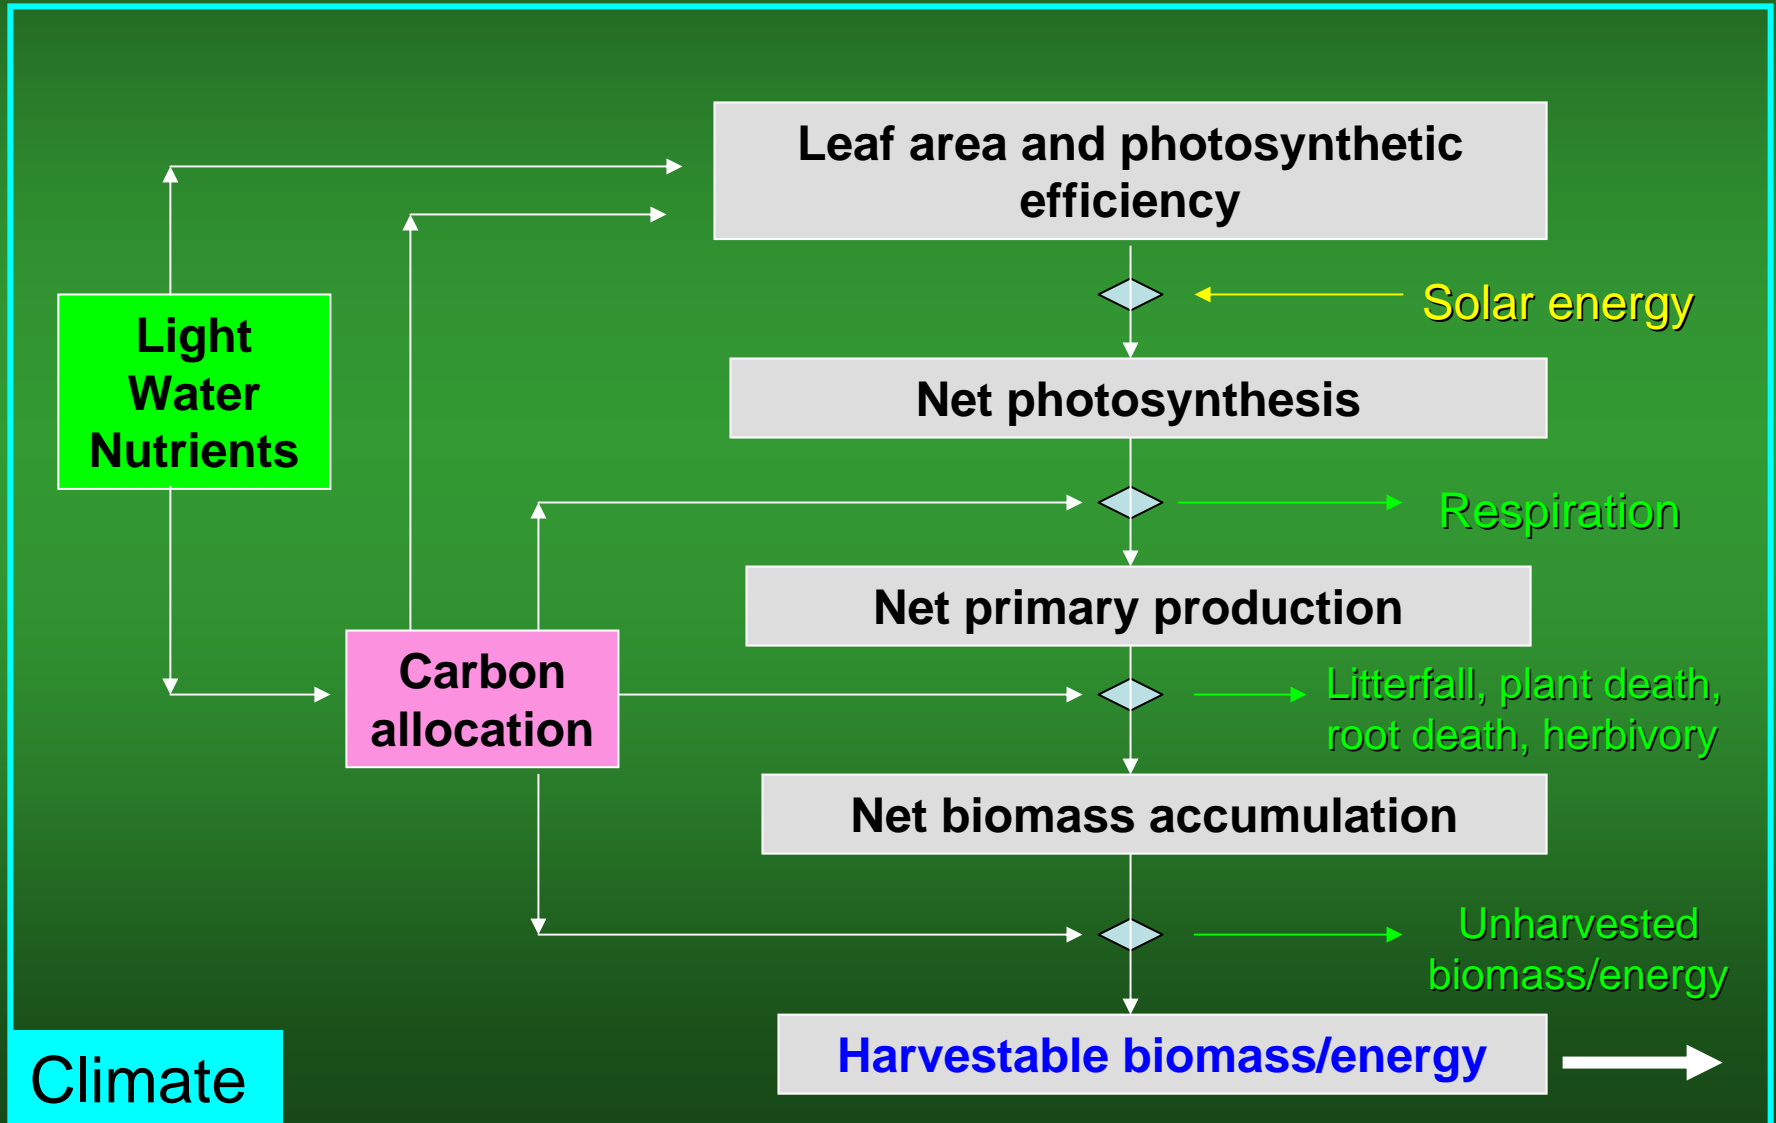 Leaf area and photosynthetic
efficiency
Solar energy
Light
Water
Nutrients
Net photosynthesis
Respiration
Net primary production
Carbon
allocation
Litterfall, plant death,
root death, herbivory
Net biomass accumulation
Unharvested
biomass/energy
Harvestable biomass/energy
Climate